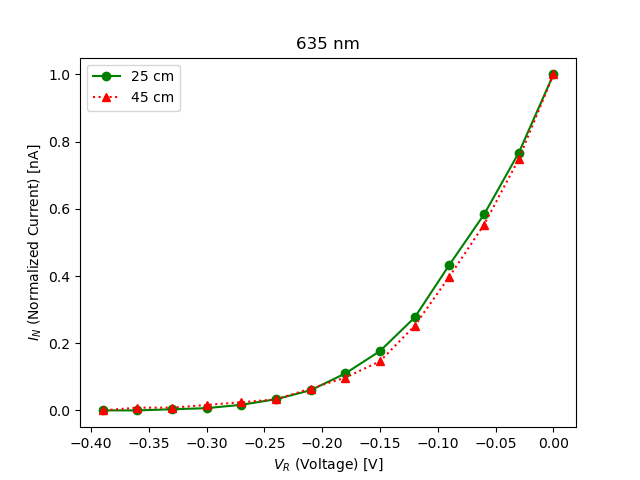 635 nm
25 cm
45 cm
1.0
0.8
0.6
0.4
0.2
0.0
I_N (Normalized Current) [nA]
−0.40 −0.35 −0.30 −0.25 −0.20 −0.15 −0.10 −0.05 0.00
V_R (Voltage) [V]